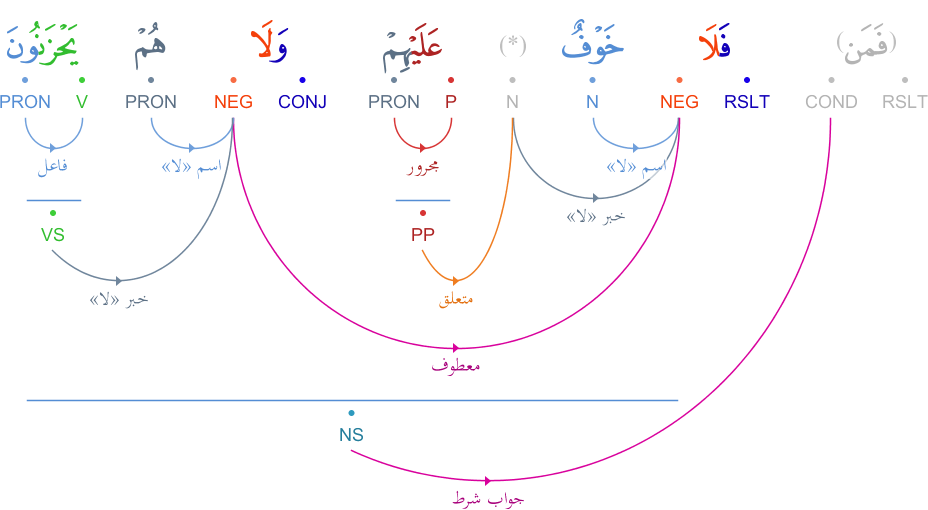 (فَمَن) فَلَا خَوْفٌ (*) عَلَيْهِمْ وَلَا هُمْ يَحْزَنُونَ
RSLT COND RSLT NEG N N P PRON CONJ NEG PRON V PRON
اسم «لا» مجرور اسم «لا» فاعل
خبر «لا»
PP VS
متعلق خبر «لا»
معطوف
NS
جواب شرط